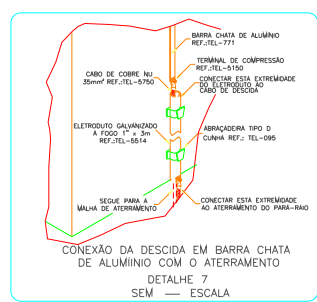 BARRA CHATA DE ALUMÍNIO
REF.:TEL-771
TERMINAL DE COMPRESSÃO
REF.:TEL-5150
CABO DE COBRE NU
35mm² REF.:TEL-5750
CONECTAR ESTA EXTREMIDADE
DO ELETRODUTO AO
CABO DE DESCIDA
ELETRODUTO GALVANIZADO
A FOGO 1" x 3m
REF.:TEL-5514
ABRAÇADEIRA TIPO D
CUNHA REF.: TEL-095
SEGUE PARA A
MALHA DE ATERRAMENTO
CONECTAR ESTA EXTREMIDADE
AO ATERRAMENTO DO PARÁ-RAIO
CONEXÃO DA DESCIDA EM BARRA CHATA
DE ALUMÍINIO COM O ATERRAMENTO
DETALHE 7
SEM — ESCALA